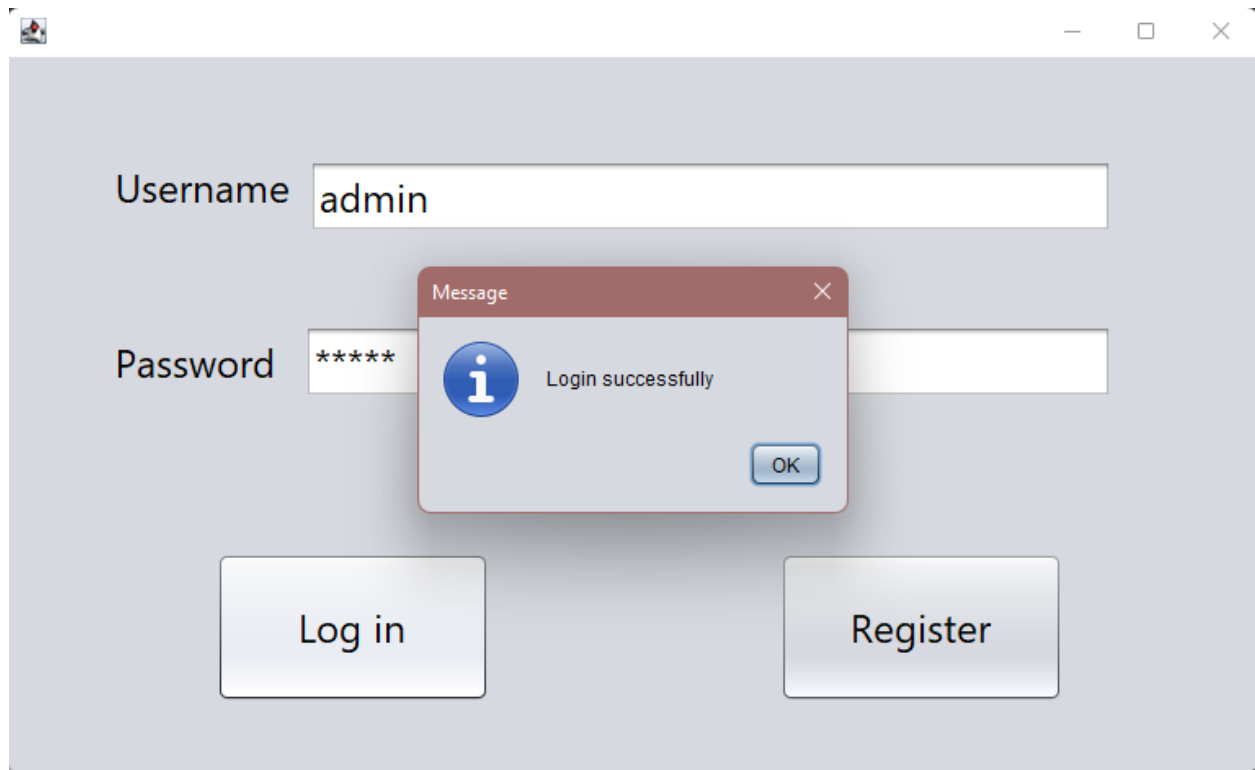 Username
admin
Message
Login successfully
OK
Password
*****
Log in
Register